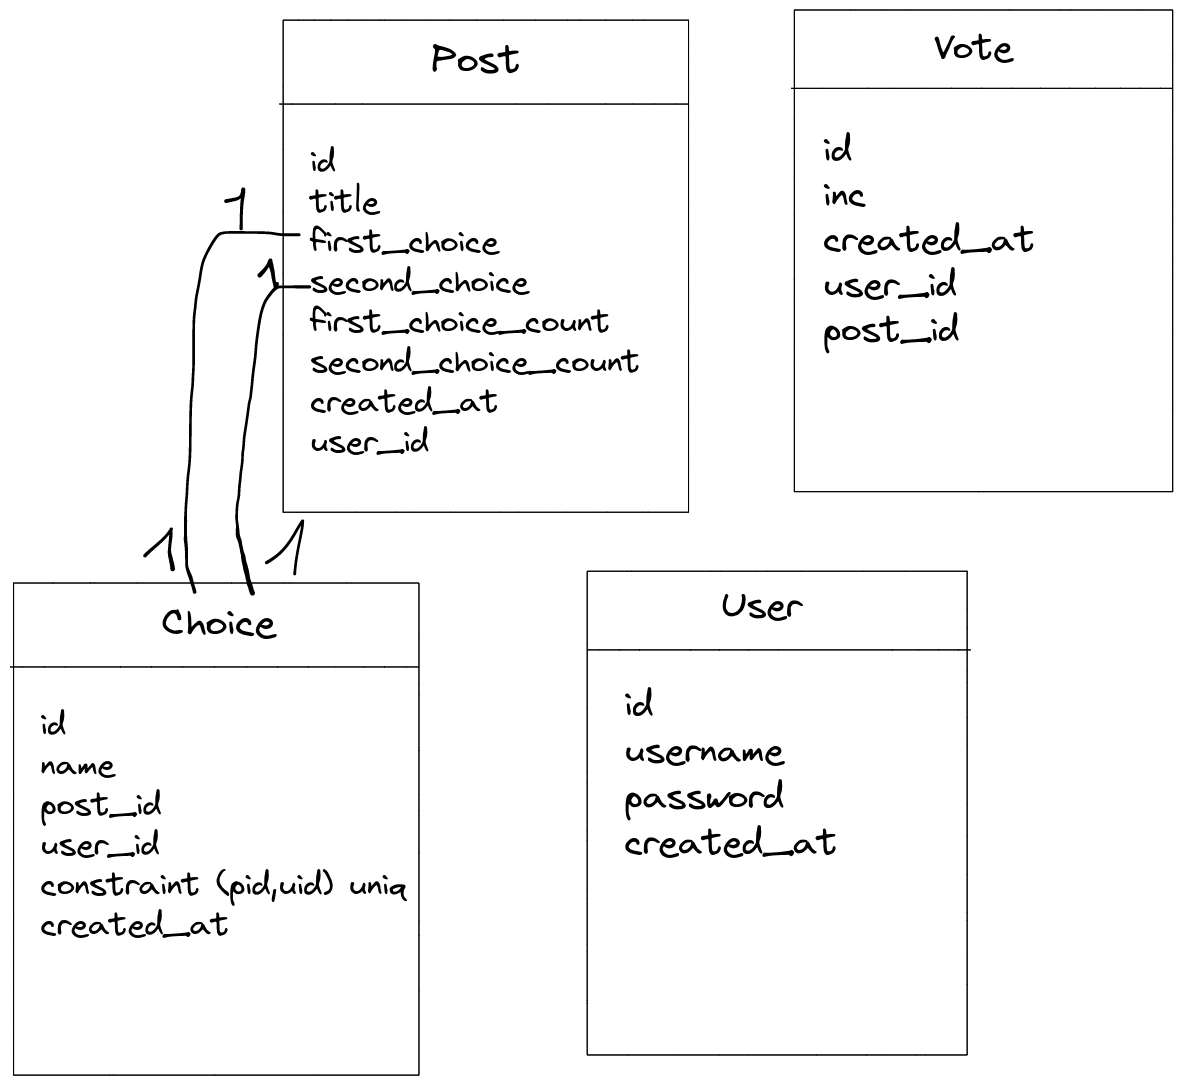 Post
id
title
first_choice
second_choice
first_choice_count
second_choice_count
created_at
user_id
1
1
1
1
Vote
id
inc
created_at
user_id
post_id
Choice
id
name
post_id
user_id
constraint (pid,uid) uniq
created_at
User
id
username
password
created_at